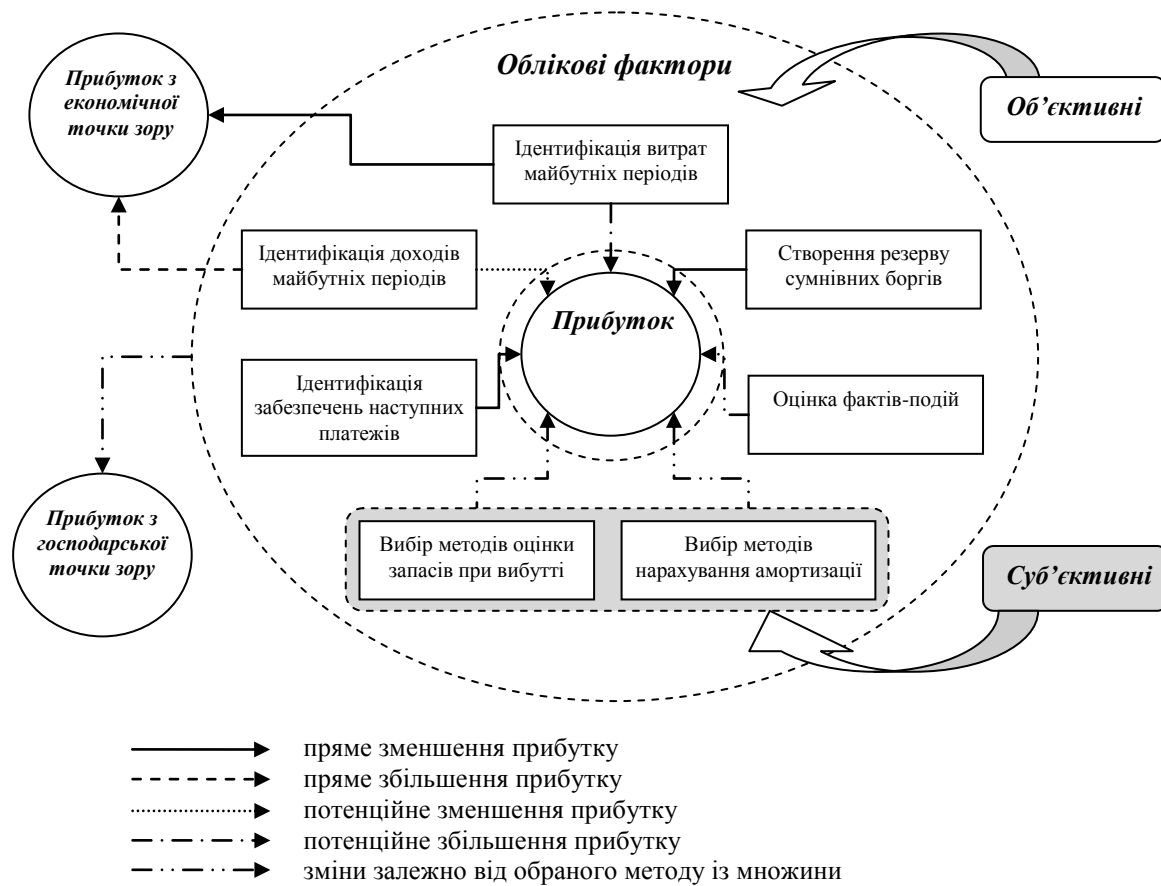 Прибуток з
економічної
точки зору
Облікові фактори
Об’єктивні
Ідентифікація витрат
майбутніх періодів
Ідентифікація доходів
майбутніх періодів
Створення резерву
сумнівних боргів
Прибуток
Ідентифікація
забезпечень наступних
платежів
Оцінка фактів-подій
Прибуток з
господарської
точки зору
Вибір методів оцінки
запасів при вибутті
Вибір методів
нарахування амортизації
Суб’єктивні
пряме зменшення прибутку
пряме збільшення прибутку
потенційне зменшення прибутку
потенційне збільшення прибутку
зміни залежно від обраного методу із множини